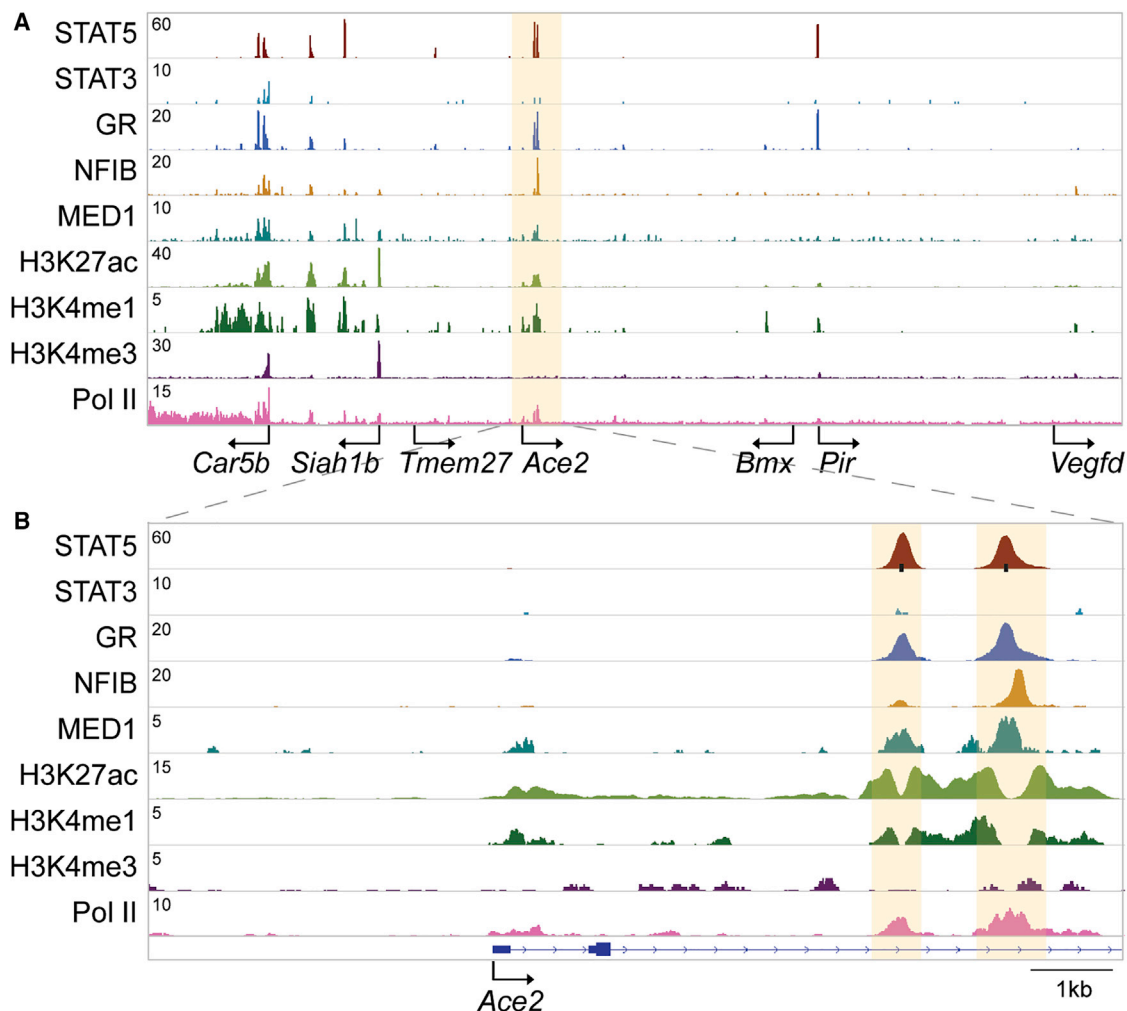 A
STAT5 60
STAT3 10
GR 20
NFIB 20
MED1 10
H3K27ac 40
H3K4me1 5
H3K4me3 30
Pol II 15
Car5b Siah1b Tmem27 Ace2 Bmx Pir Vegfd
B
STAT5 60
STAT3 10
GR 20
NFIB 20
MED1 5
H3K27ac 15
H3K4me1 5
H3K4me3 5
Pol II 10
Ace2
1kb